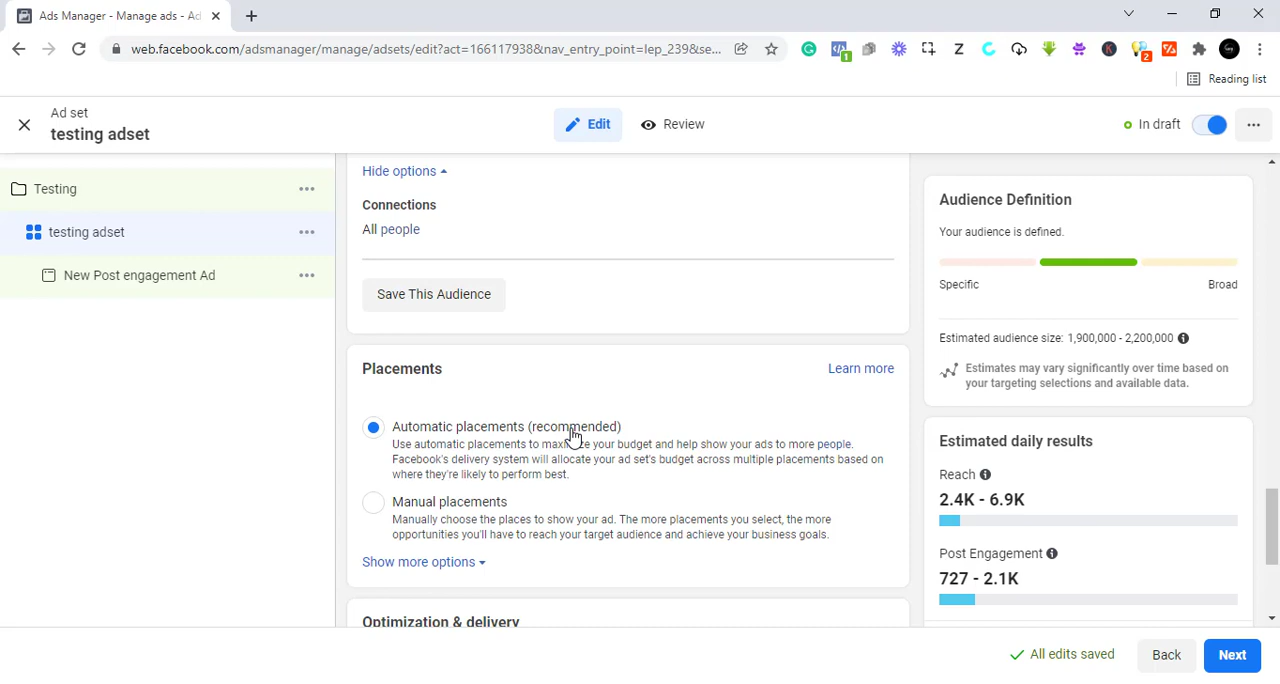 Ads Manager - Manage ads - Ad
web.facebook.com/adsmanager/manage/adsets/edit?act=166117938&nav_entry_point=lep_239&se...
1
Z
K
2
Reading list
Ad set
testing adset
Edit
Review
In draft
Testing
testing adset
New Post engagement Ad
Hide options
Connections
All people
Save This Audience
Placements
Learn more
Automatic placements (recommended)
Use automatic placements to maximize your budget and help show your ads to more people.
Facebook's delivery system will allocate your ad set's budget across multiple placements based on
where they're likely to perform best.
Manual placements
Manually choose the places to show your ad. The more placements you select, the more
opportunities you'll have to reach your target audience and achieve your business goals.
Show more options
Optimization & delivery
Audience Definition
Your audience is defined.
Specific
Broad
Estimated audience size: 1,900,000 - 2,200,000
Estimates may vary significantly over time based on
your targeting selections and available data.
Estimated daily results
Reach
2.4K - 6.9K
Post Engagement
727 - 2.1K
All edits saved
Back
Next